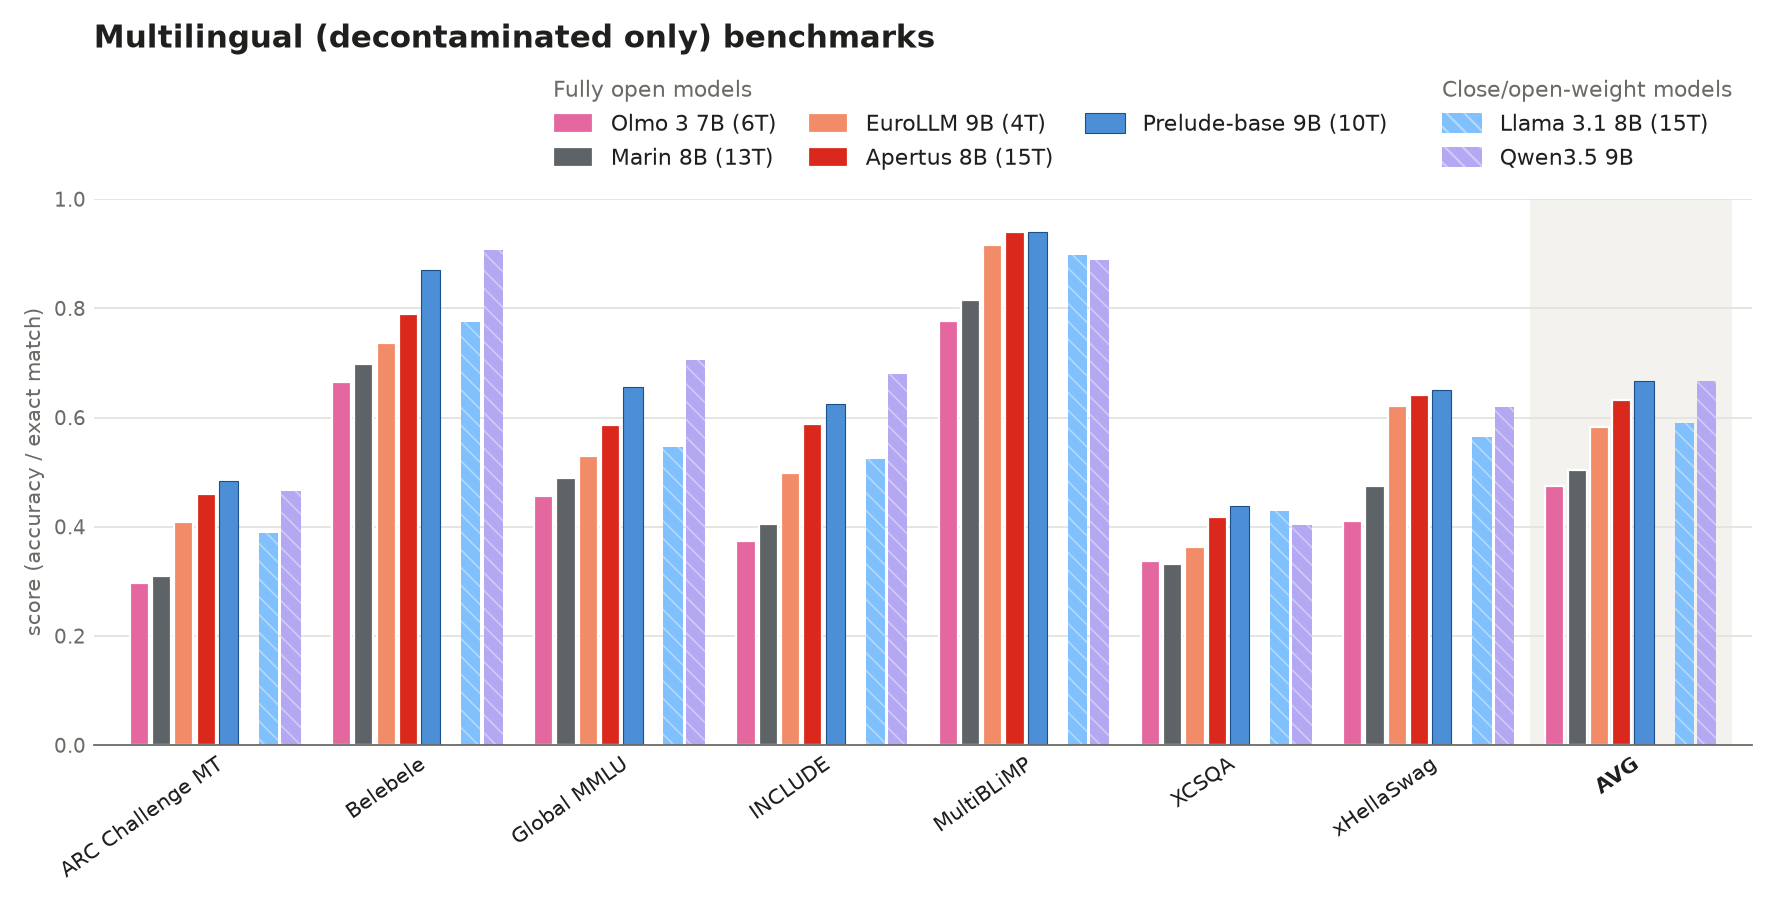 Multilingual (decontaminated only) benchmarks
Fully open models
Olmo 3 7B (6T)
Marin 8B (13T)
EuroLLM 9B (4T)
Apertus 8B (15T)
Prelude-base 9B (10T)
Close/open-weight models
Llama 3.1 8B (15T)
Qwen3.5 9B
score (accuracy / exact match)
1.0
0.8
0.6
0.4
0.2
0.0
ARC Challenge MT
Belebele
Global MMLU
INCLUDE
MultiBLiMP
XCSQA
xHellaSwag
AVG